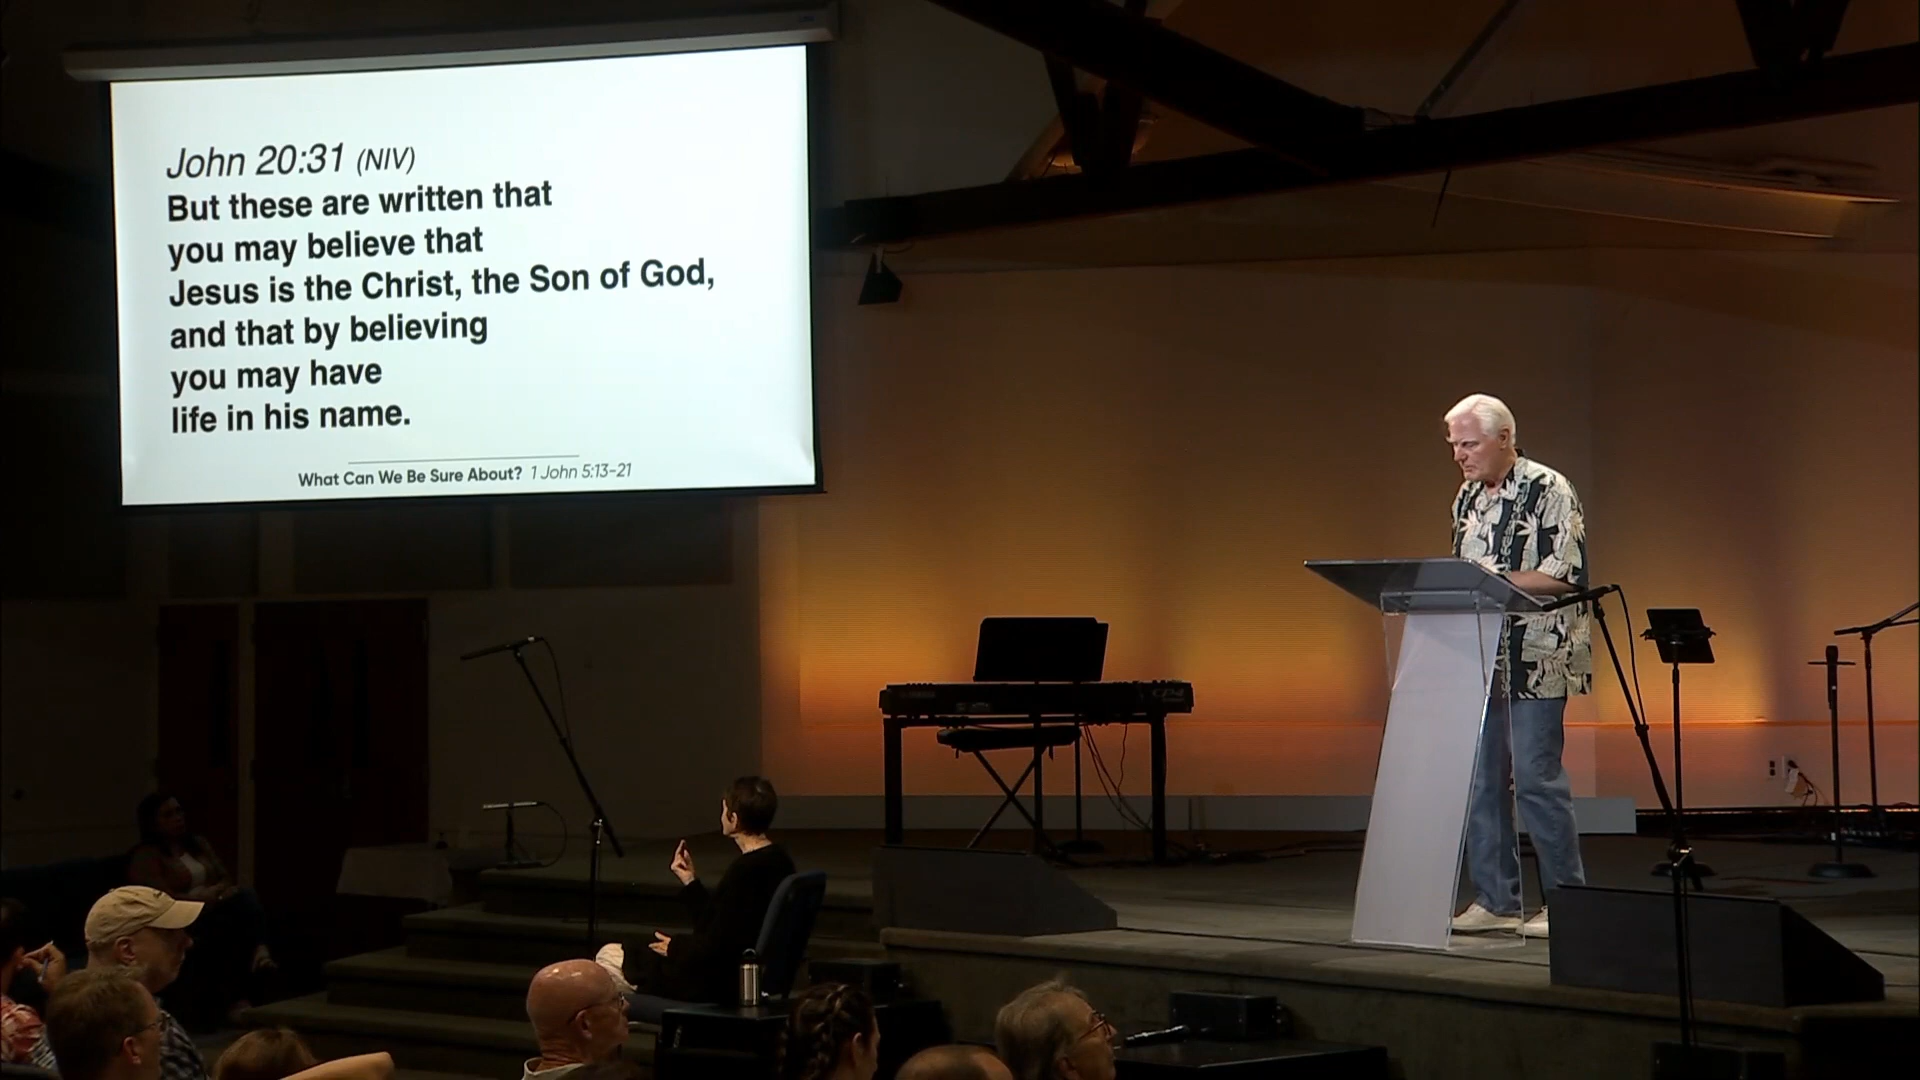 John 20:31 (NIV)
But these are written that
you may believe that
Jesus is the Christ, the Son of God,
and that by believing
you may have
life in his name.
What Can We Be Sure About? 1 John 5:13-21
CP4